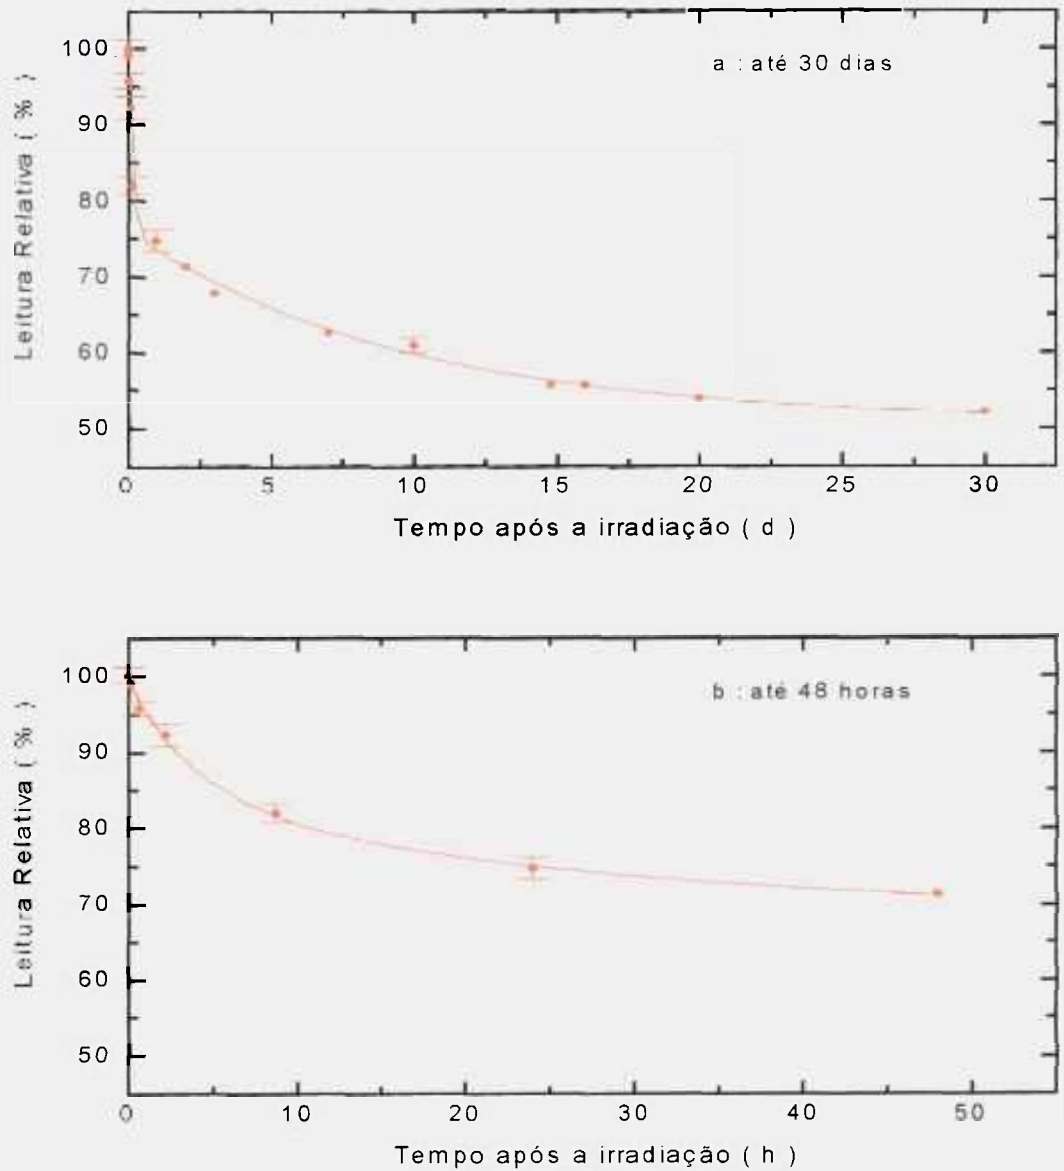 a : até 30 dias
Leitura Relativa ( % )
100
90
80
70
60
50
0 5 10 15 20 25 30
Tempo após a irradiação ( d )
b : até 48 horas
Leitura Relativa ( % )
100
90
80
70
60
50
0 10 20 30 40 50
Tempo após a irradiação ( h )